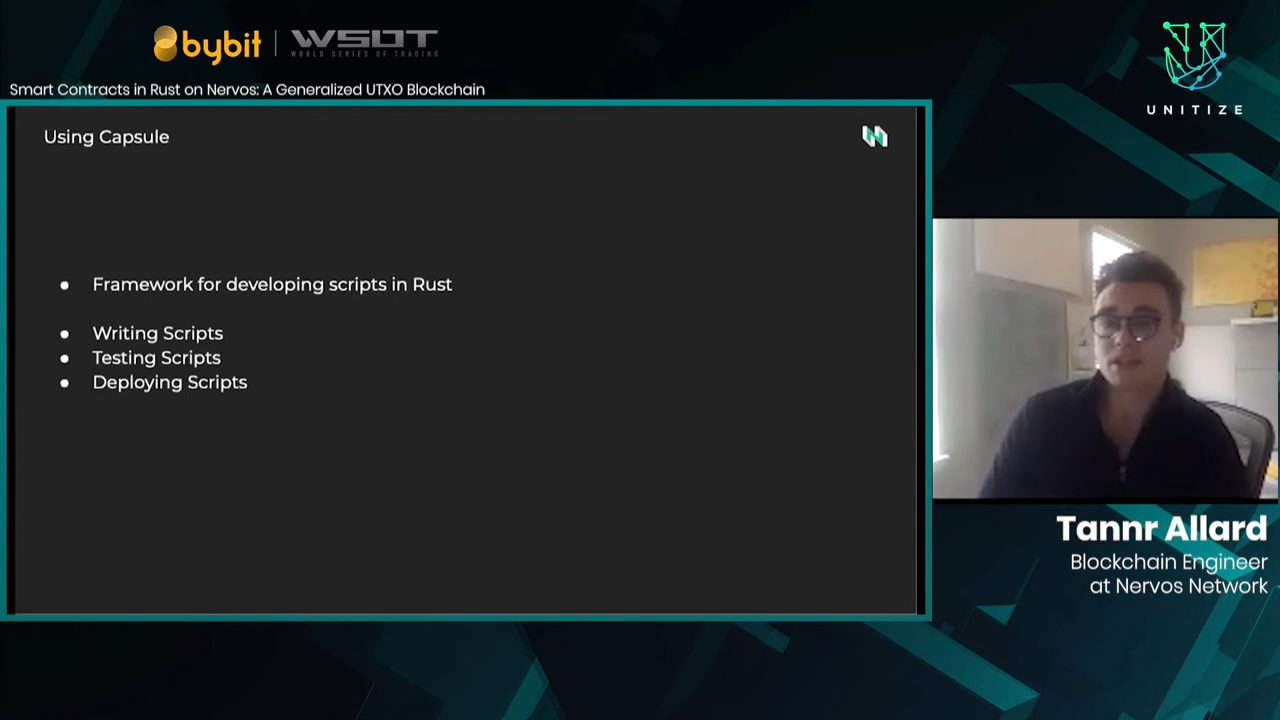 bybit
WSOT
WORLD SERIES OF TRADING
UNITIZE
Smart Contracts in Rust on Nervos: A Generalized UTXO Blockchain
Using Capsule
Framework for developing scripts in Rust
Writing Scripts
Testing Scripts
Deploying Scripts
Tannr Allard
Blockchain Engineer
at Nervos Network